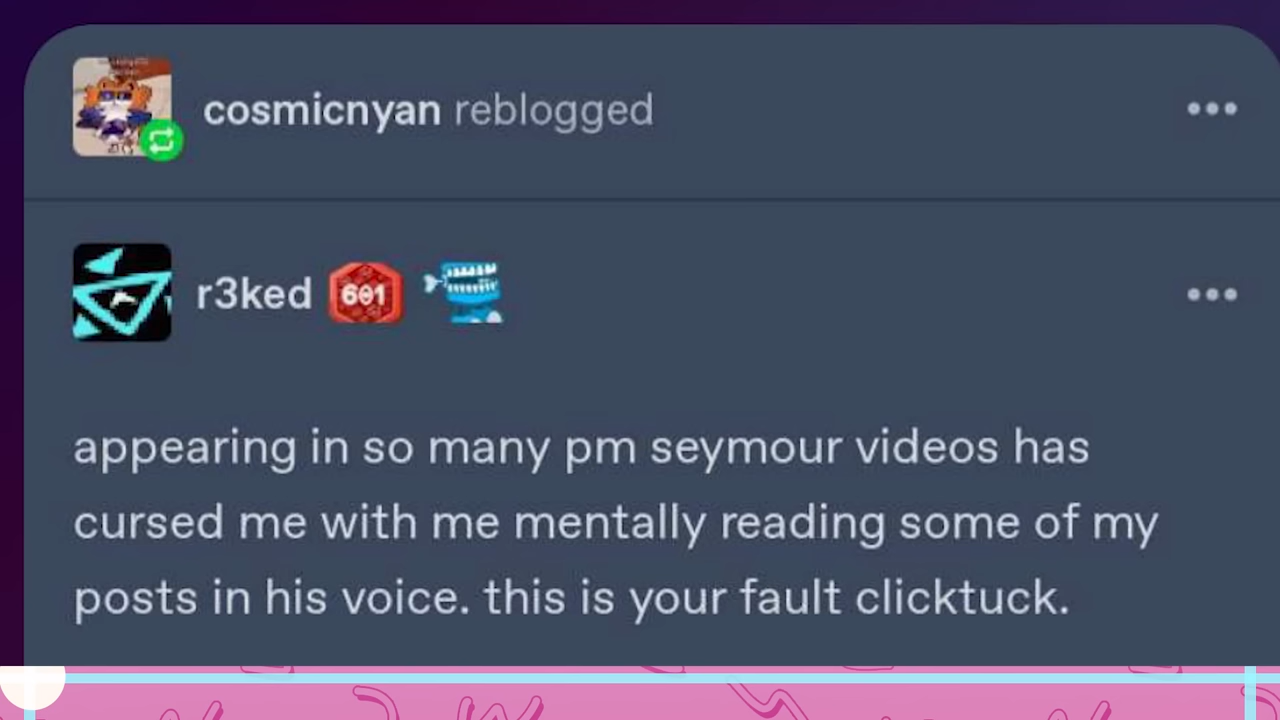 cosmicnyan reblogged
r3ked 601
appearing in so many pm seymour videos has
cursed me with me mentally reading some of my
posts in his voice. this is your fault clicktuck.